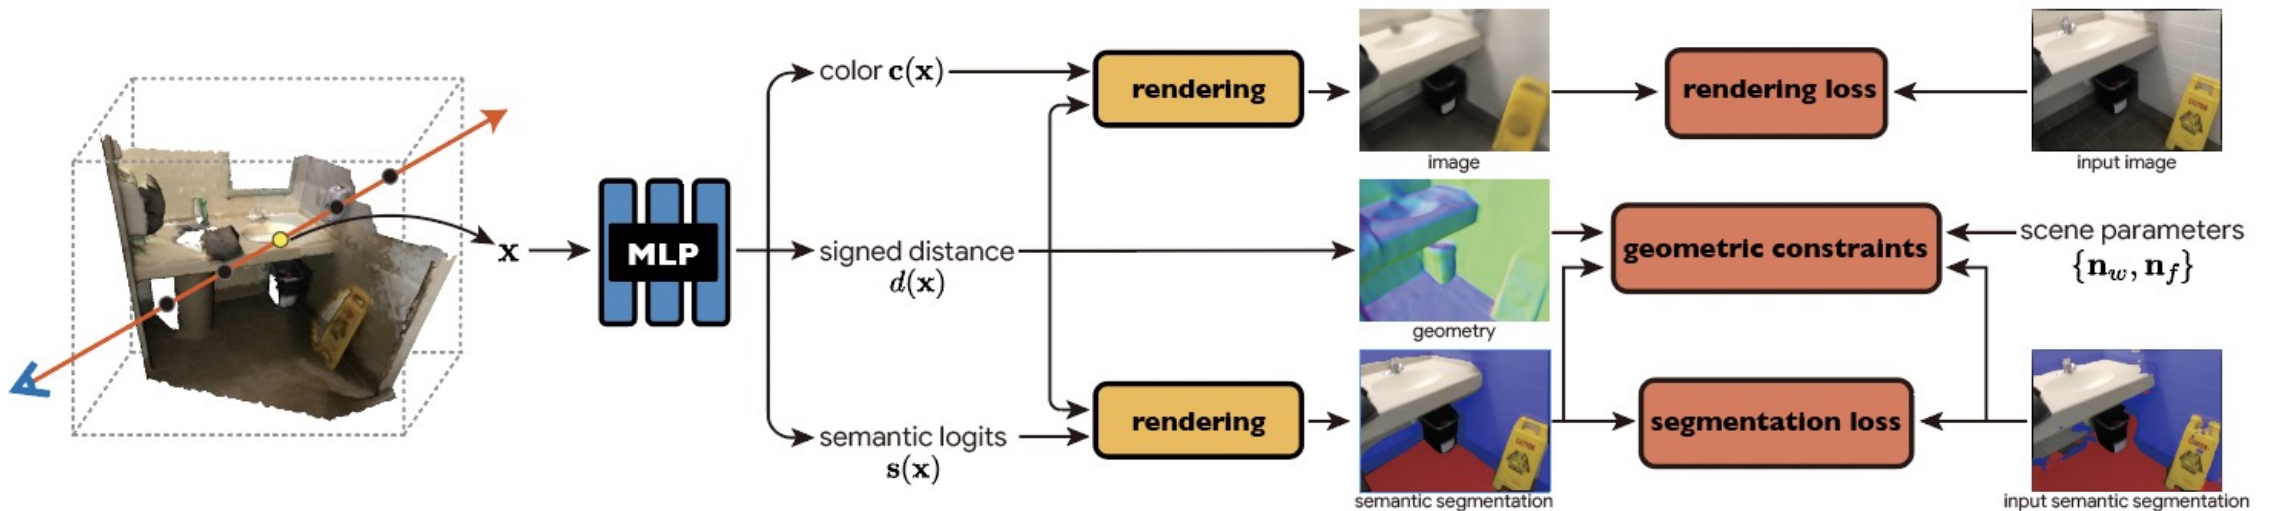 x
MLP
color c(x)
signed distance
d(x)
semantic logits
s(x)
rendering
rendering
image
geometry
semantic segmentation
rendering loss
geometric constraints
segmentation loss
input image
scene parameters
{n_w, n_f}
input semantic segmentation
CAUTION